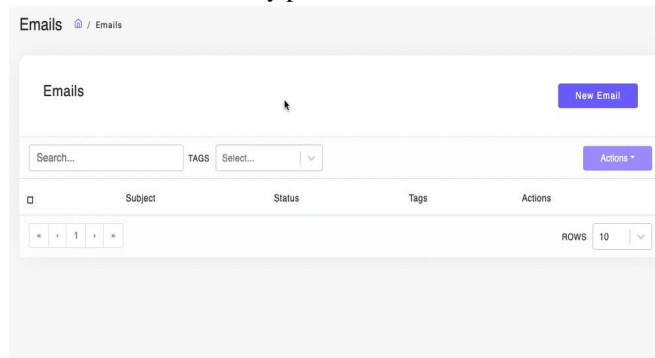 Emails / Emails
Emails
New Email
Search... TAGS Select... Actions
Subject Status Tags Actions
« ‹ 1 › » ROWS 10